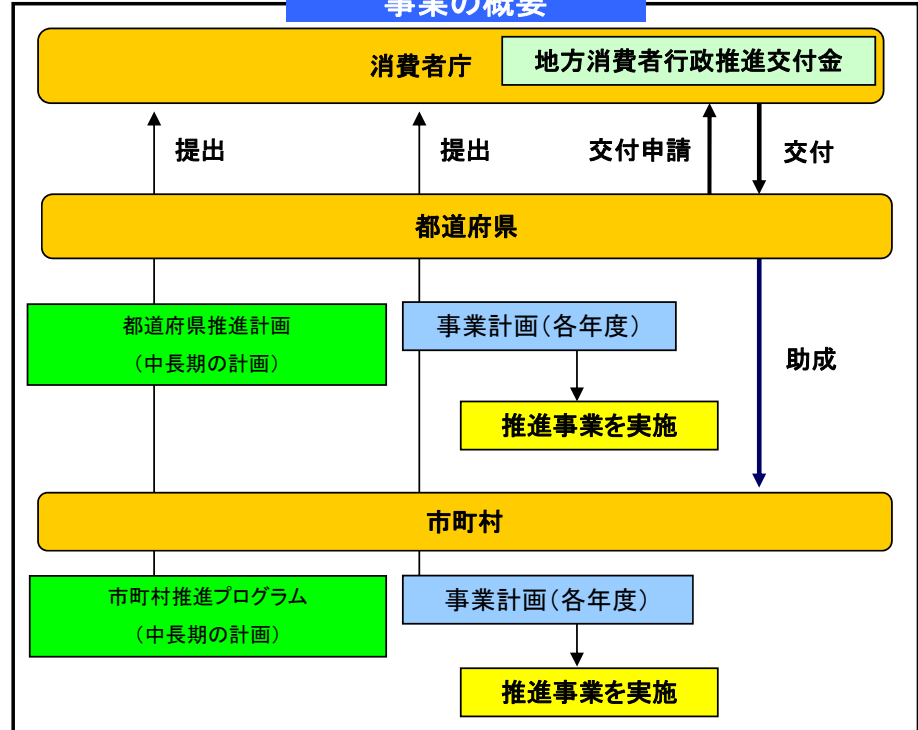 事業の概要
消費者庁
地方消費者行政推進交付金
提出
提出
交付申請
交付
都道府県
都道府県推進計画
（中長期の計画）
事業計画（各年度）
助成
推進事業を実施
市町村
市町村推進プログラム
（中長期の計画）
事業計画（各年度）
推進事業を実施